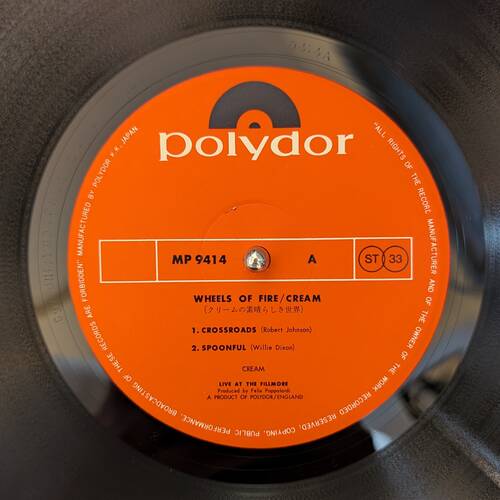 polydor
MP 9414 A ST 33
WHEELS OF FIRE/CREAM
(クリームの素晴らしき世界)
1. CROSSROADS (Robert Johnson)
2. SPOONFUL (Willie Dixon)
CREAM
LIVE AT THE FILLMORE
Produced by Felix Pappalardi
A PRODUCT OF POLYDOR/ENGLAND
"ALL RIGHTS OF THE RECORD MANUFACTURER AND OF THE OWNER OF THE WORK RECORDED RESERVED, COPYING, PUBLIC PERFORMANCE, BROADCASTING OF THESE RECORDS ARE FORBIDDEN" MANUFACTURED BY POLYDOR K.K., JAPAN